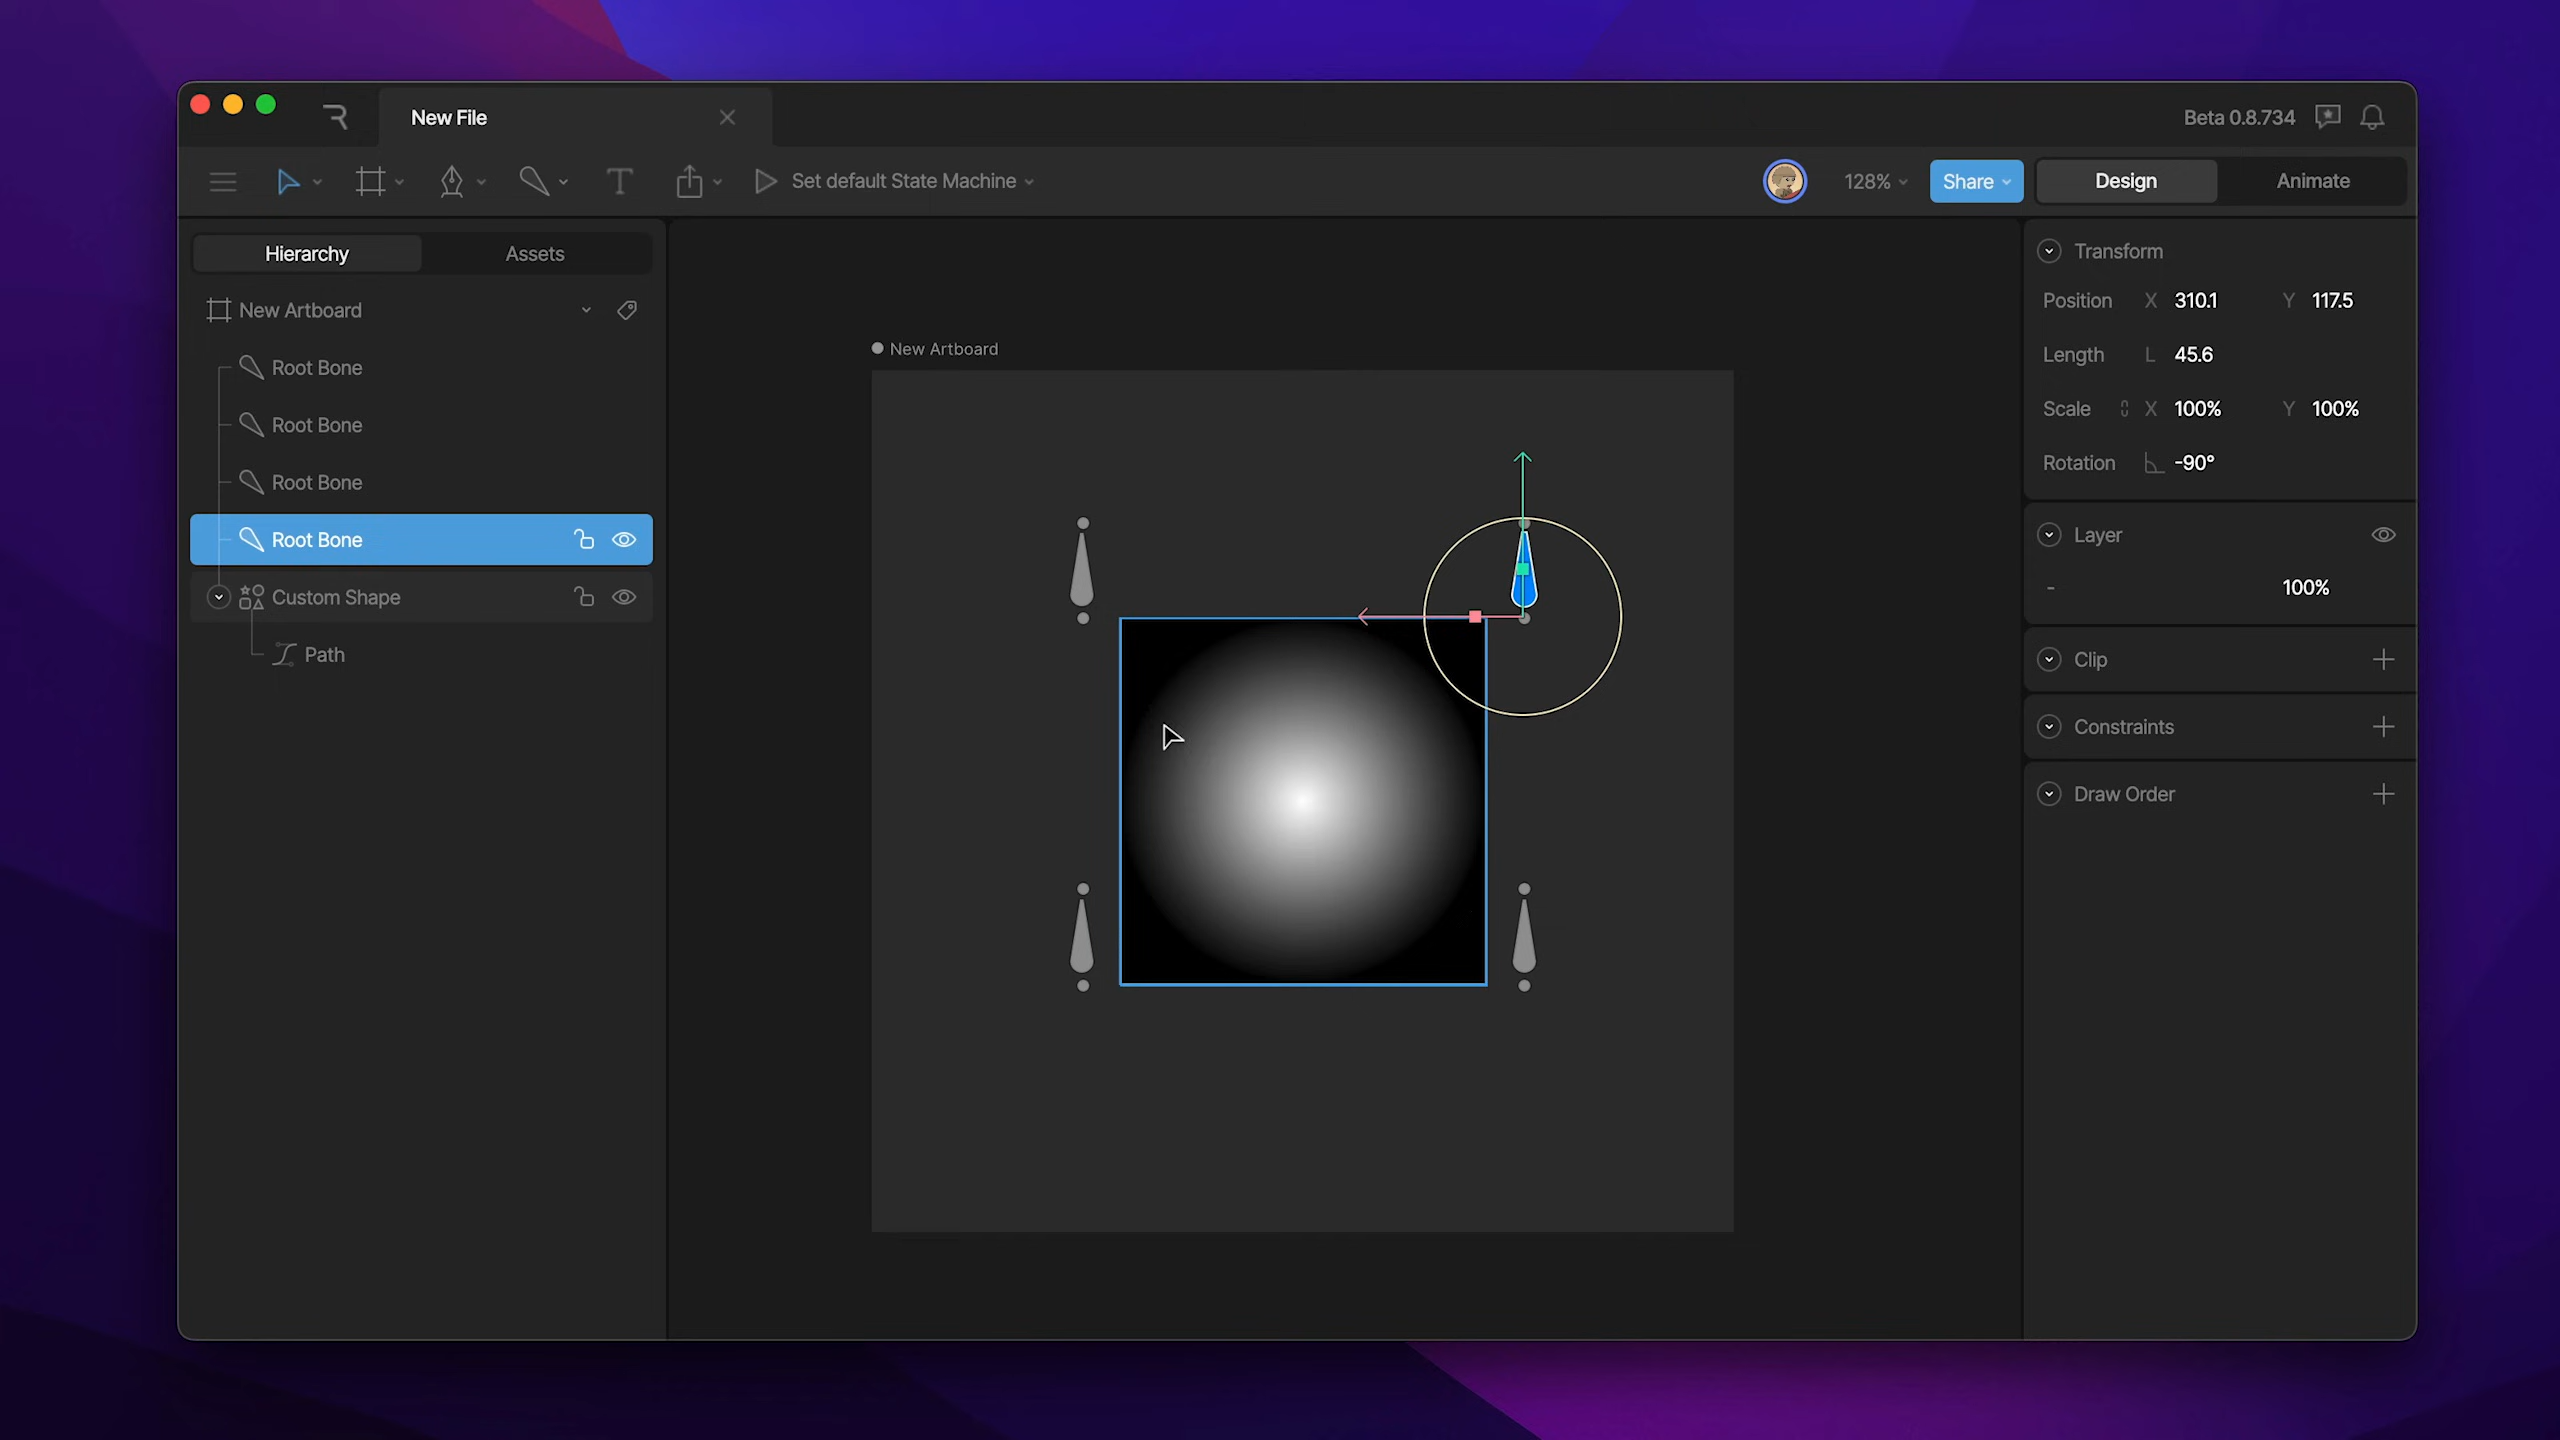 New File
Beta 0.8.734
Set default State Machine
128%
Share
Design
Animate
Hierarchy
Assets
New Artboard
Root Bone
Root Bone
Root Bone
Root Bone
Custom Shape
Path
New Artboard
Transform
Position X 310.1 Y 117.5
Length L 45.6
Scale X 100% Y 100%
Rotation -90°
Layer
- 100%
Clip
Constraints
Draw Order